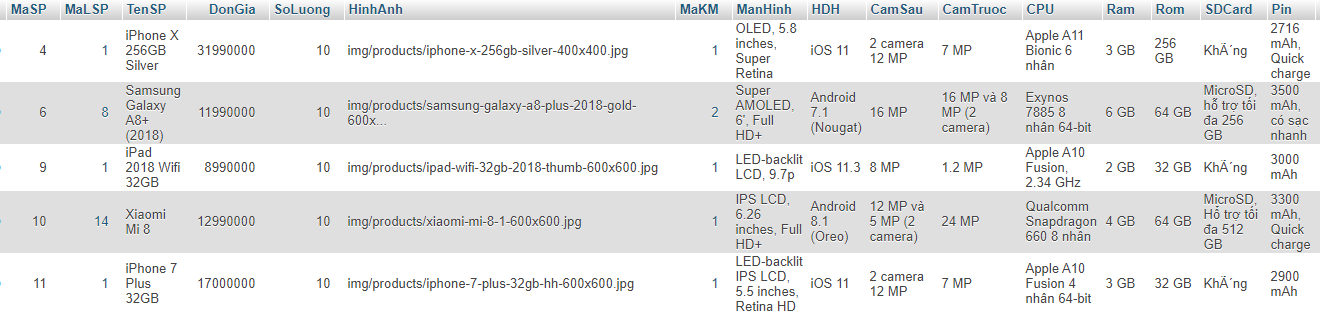 MaSP MaLSP TenSP DonGia SoLuong HinhAnh MaKM ManHinh HDH CamSau CamTruoc CPU Ram Rom SDCard Pin
4 1 iPhone X 256GB Silver 31990000 10 img/products/iphone-x-256gb-silver-400x400.jpg 1 OLED, 5.8 inches, Super Retina iOS 11 2 camera 12 MP 7 MP Apple A11 Bionic 6 nhân 3 GB 256 GB KhÃ´ng 2716 mAh, Quick charge
6 8 Samsung Galaxy A8+ (2018) 11990000 10 img/products/samsung-galaxy-a8-plus-2018-gold-600x... 2 Super AMOLED, 6', Full HD+ Android 7.1 (Nougat) 16 MP 16 MP và 8 MP (2 camera) Exynos 7885 8 nhân 64-bit 6 GB 64 GB MicroSD, hỗ trợ tối đa 256 GB 3500 mAh, có sạc nhanh
9 1 iPad 2018 Wifi 32GB 8990000 10 img/products/ipad-wifi-32gb-2018-thumb-600x600.jpg 1 LED-backlit LCD, 9.7p iOS 11.3 8 MP 1.2 MP Apple A10 Fusion, 2.34 GHz 2 GB 32 GB KhÃ´ng 3000 mAh
10 14 Xiaomi Mi 8 12990000 10 img/products/xiaomi-mi-8-1-600x600.jpg 1 IPS LCD, 6.26 inches, Full HD+ Android 8.1 (Oreo) 12 MP và 5 MP (2 camera) 24 MP Qualcomm Snapdragon 660 8 nhân 4 GB 64 GB MicroSD, Hỗ trợ tối đa 512 GB 3300 mAh, Quick charge
11 1 iPhone 7 Plus 32GB 17000000 10 img/products/iphone-7-plus-32gb-hh-600x600.jpg 1 LED-backlit IPS LCD, 5.5 inches, Retina HD iOS 11 2 camera 12 MP 7 MP Apple A10 Fusion 4 nhân 64-bit 3 GB 32 GB KhÃ´ng 2900 mAh